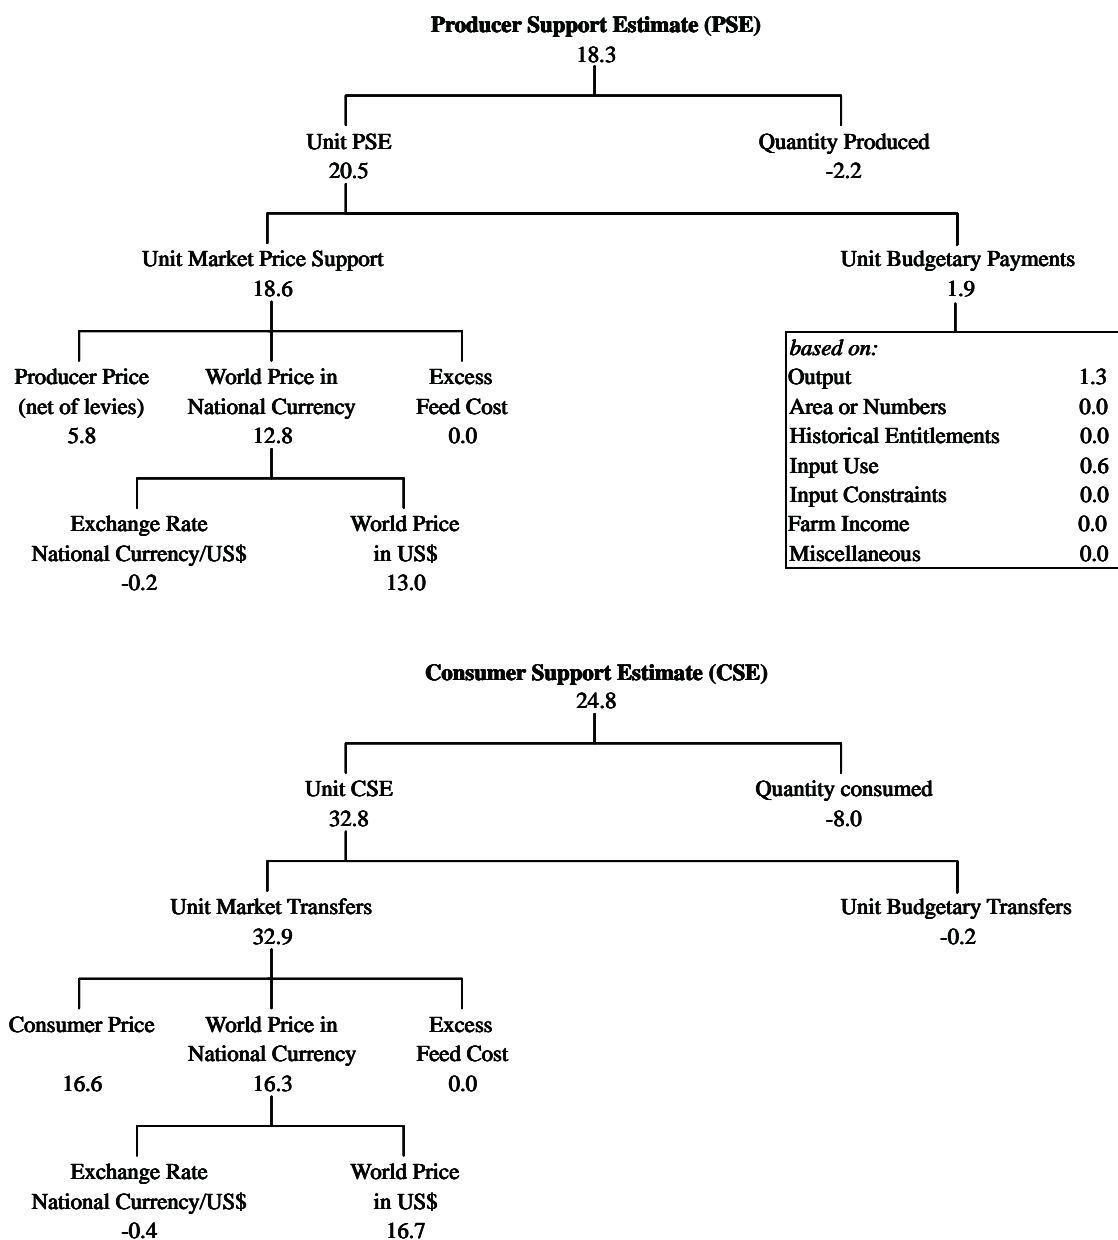 Producer Support Estimate (PSE)
18.3
Unit PSE
20.5
Quantity Produced
-2.2
Unit Market Price Support
18.6
Unit Budgetary Payments
1.9
Producer Price
(net of levies)
5.8
World Price in
National Currency
12.8
Excess
Feed Cost
0.0
based on:
Output 1.3
Area or Numbers 0.0
Historical Entitlements 0.0
Input Use 0.6
Input Constraints 0.0
Farm Income 0.0
Miscellaneous 0.0
Exchange Rate
National Currency/US$
-0.2
World Price
in US$
13.0
Consumer Support Estimate (CSE)
24.8
Unit CSE
32.8
Quantity consumed
-8.0
Unit Market Transfers
32.9
Unit Budgetary Transfers
-0.2
Consumer Price
16.6
World Price in
National Currency
16.3
Excess
Feed Cost
0.0
Exchange Rate
National Currency/US$
-0.4
World Price
in US$
16.7